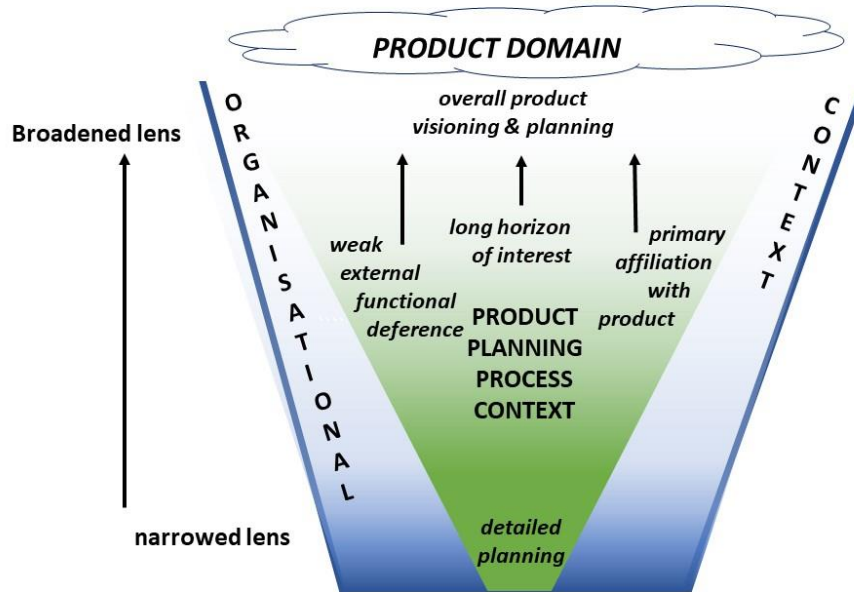 PRODUCT DOMAIN
ORGANISATIONAL
CONTEXT
overall product
visioning & planning
Broadened lens
weak
external
functional
deference
long horizon
of interest
primary
affiliation
with
product
PRODUCT
PLANNING
PROCESS
CONTEXT
narrowed lens
detailed
planning